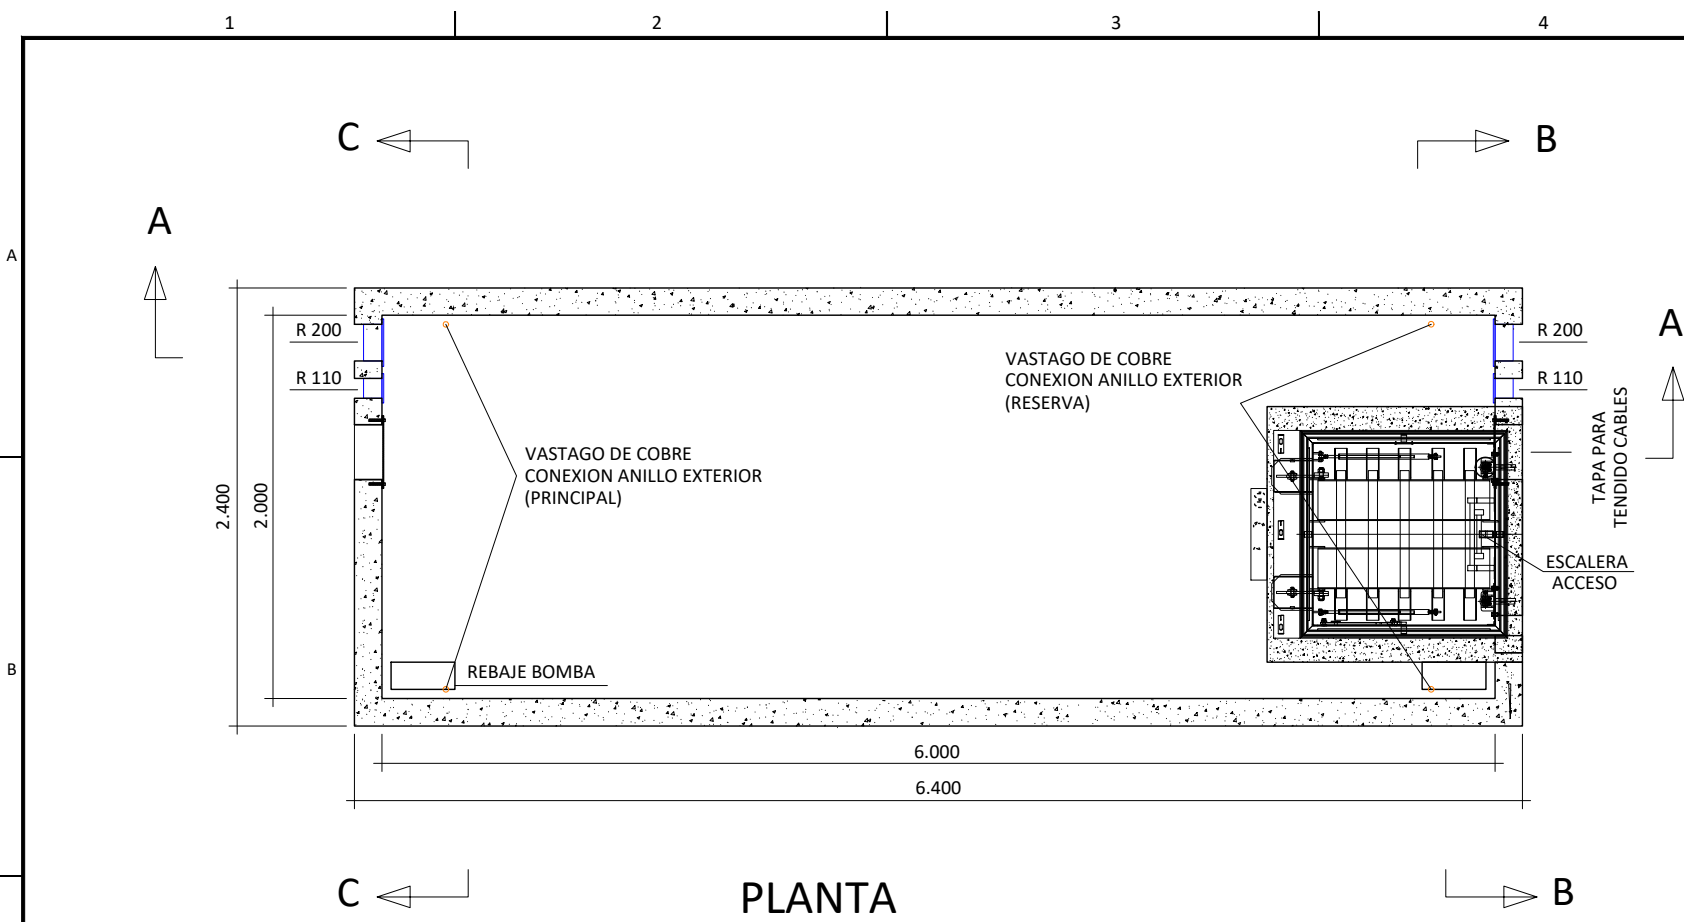 1
2
3
4
C
B
A
A
A
R 200
R 110
R 200
R 110
VASTAGO DE COBRE
CONEXION ANILLO EXTERIOR
(RESERVA)
TAPA PARA
TENDIDO CABLES
VASTAGO DE COBRE
CONEXION ANILLO EXTERIOR
(PRINCIPAL)
2.400
2.000
ESCALERA
ACCESO
B
REBAJE BOMBA
6.000
6.400
C
PLANTA
B